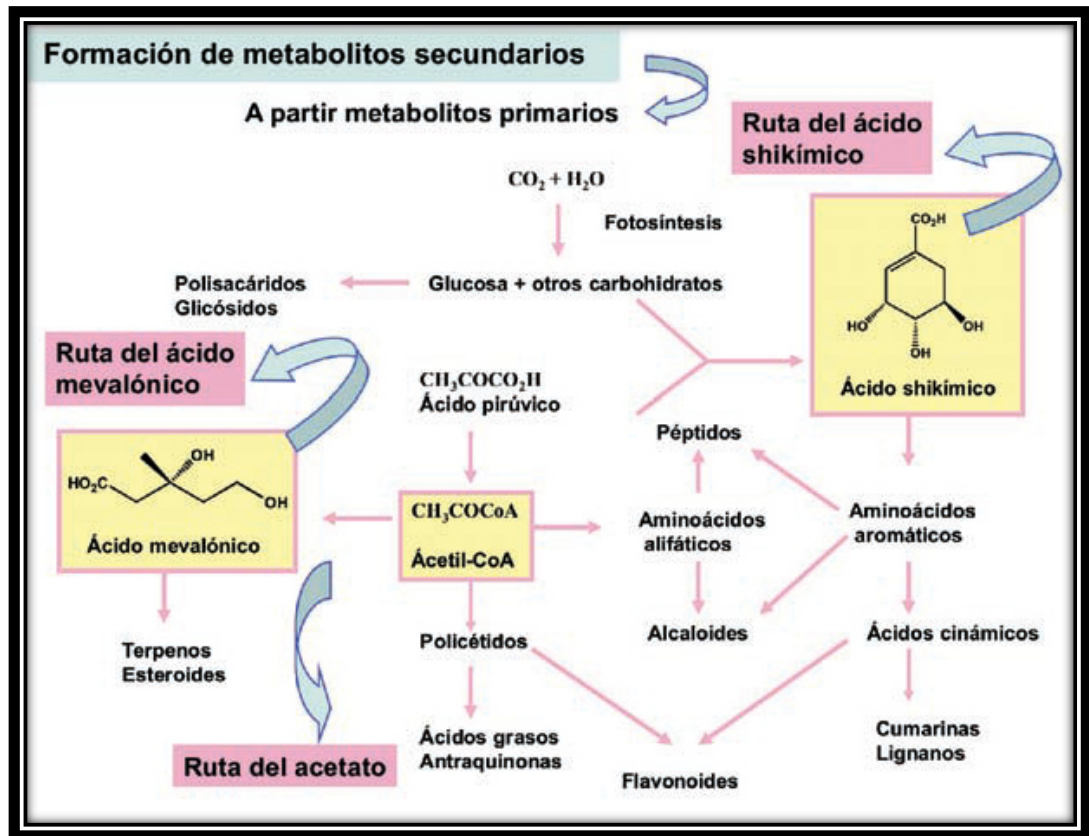 Formación de metabolitos secundarios
A partir metabolitos primarios
Ruta del ácido
shikímico
CO₂ + H₂O
Fotosíntesis
CO₂H
HO
OH
OH
Ácido shikímico
Polisacáridos
Glicósidos
Glucosa + otros carbohidratos
Ruta del ácido
mevalónico
CH₃COCO₂H
Ácido pirúvico
HO₂C
OH
OH
Ácido mevalónico
CH₃COCoA
Ácetil-CoA
Péptidos
Aminoácidos
alifáticos
Aminoácidos
aromáticos
Terpenos
Esteroides
Policétidos
Alcaloides
Ácidos cinámicos
Ruta del acetato
Ácidos grasos
Antraquinonas
Flavonoides
Cumarinas
Lignanos